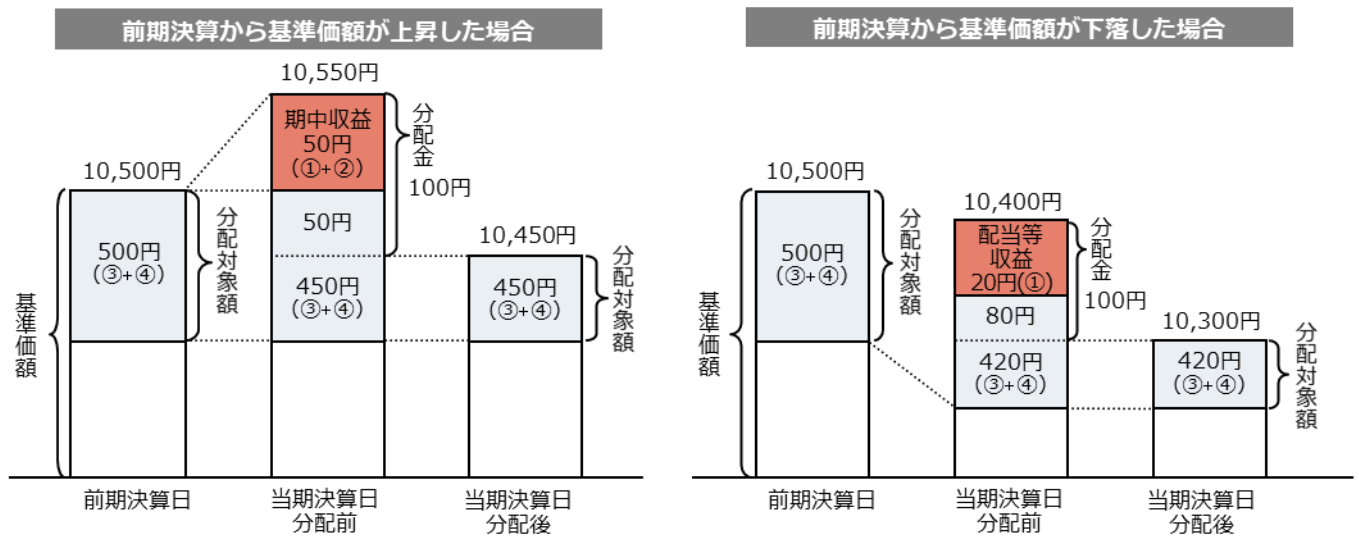 前期決算から基準価額が上昇した場合
10,550円
期中収益
50円
(①+②)
分配金
100円
10,500円
500円
(③+④)
分配対象額
50円
450円
(③+④)
10,450円
450円
(③+④)
分配対象額
基準価額
前期決算日
当期決算日
分配前
当期決算日
分配後
前期決算から基準価額が下落した場合
10,500円
500円
(③+④)
分配対象額
10,400円
配当等
収益
20円(①)
分配金
100円
80円
420円
(③+④)
10,300円
420円
(③+④)
分配対象額
基準価額
前期決算日
当期決算日
分配前
当期決算日
分配後